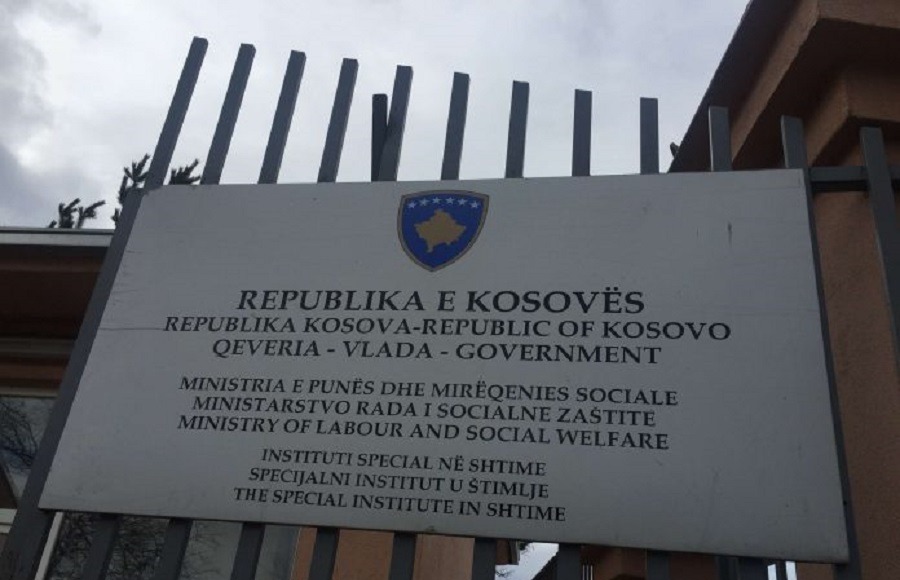 REPUBLIKA E KOSOVËS
REPUBLIKA KOSOVA-REPUBLIC OF KOSOVO
QEVERIA - VLADA - GOVERNMENT
MINISTRIA E PUNËS DHE MIRËQENIES SOCIALE
MINISTARSTVO RADA I SOCIALNE ZAŠTITE
MINISTRY OF LABOUR AND SOCIAL WELFARE
INSTITUTI SPECIAL NË SHTIME
SPECIJALNI INSTITUT U ŠTIMLJE
THE SPECIAL INSTITUTE IN SHTIME